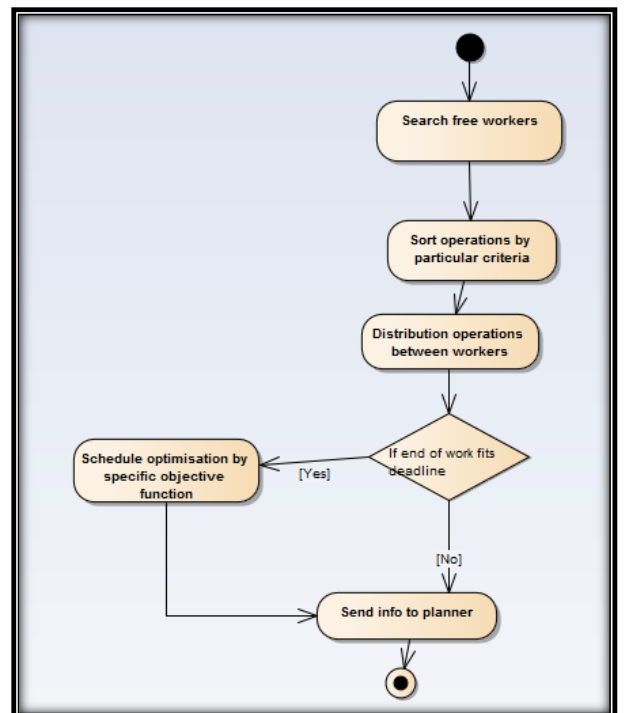 Search free workers
Sort operations by
particular criteria
Distribution operations
between workers
If end of work fits
deadline
[Yes]
Schedule optimisation by
specific objective
function
[No]
Send info to planner